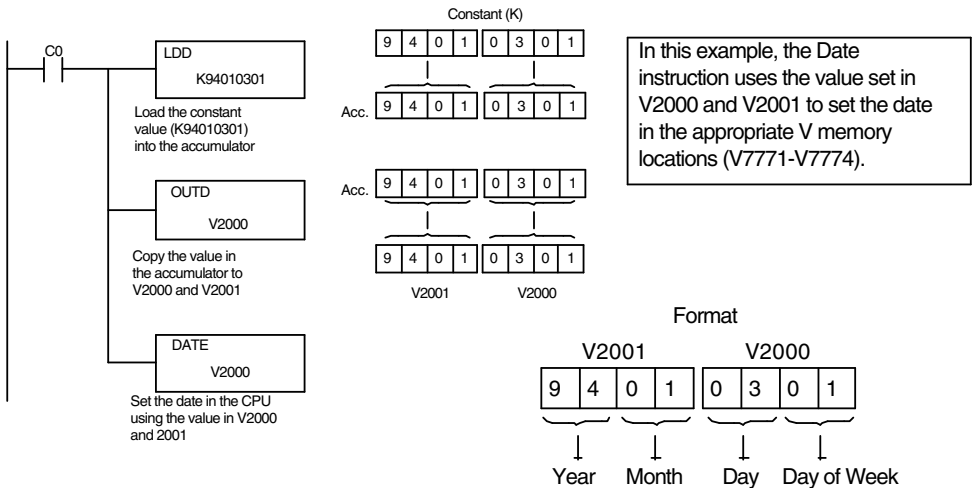 C0
LDD
K94010301
Load the constant
value (K94010301)
into the accumulator
OUTD
V2000
Copy the value in
the accumulator to
V2000 and V2001
DATE
V2000
Set the date in the CPU
using the value in V2000
and 2001
Constant (K)
9 4 0 1 0 3 0 1
Acc. 9 4 0 1 0 3 0 1
Acc. 9 4 0 1 0 3 0 1
9 4 0 1 0 3 0 1
V2001 V2000
In this example, the Date
instruction uses the value set in
V2000 and V2001 to set the date
in the appropriate V memory
locations (V7771-V7774).
Format
V2001 V2000
9 4 0 1 0 3 0 1
Year Month Day Day of Week